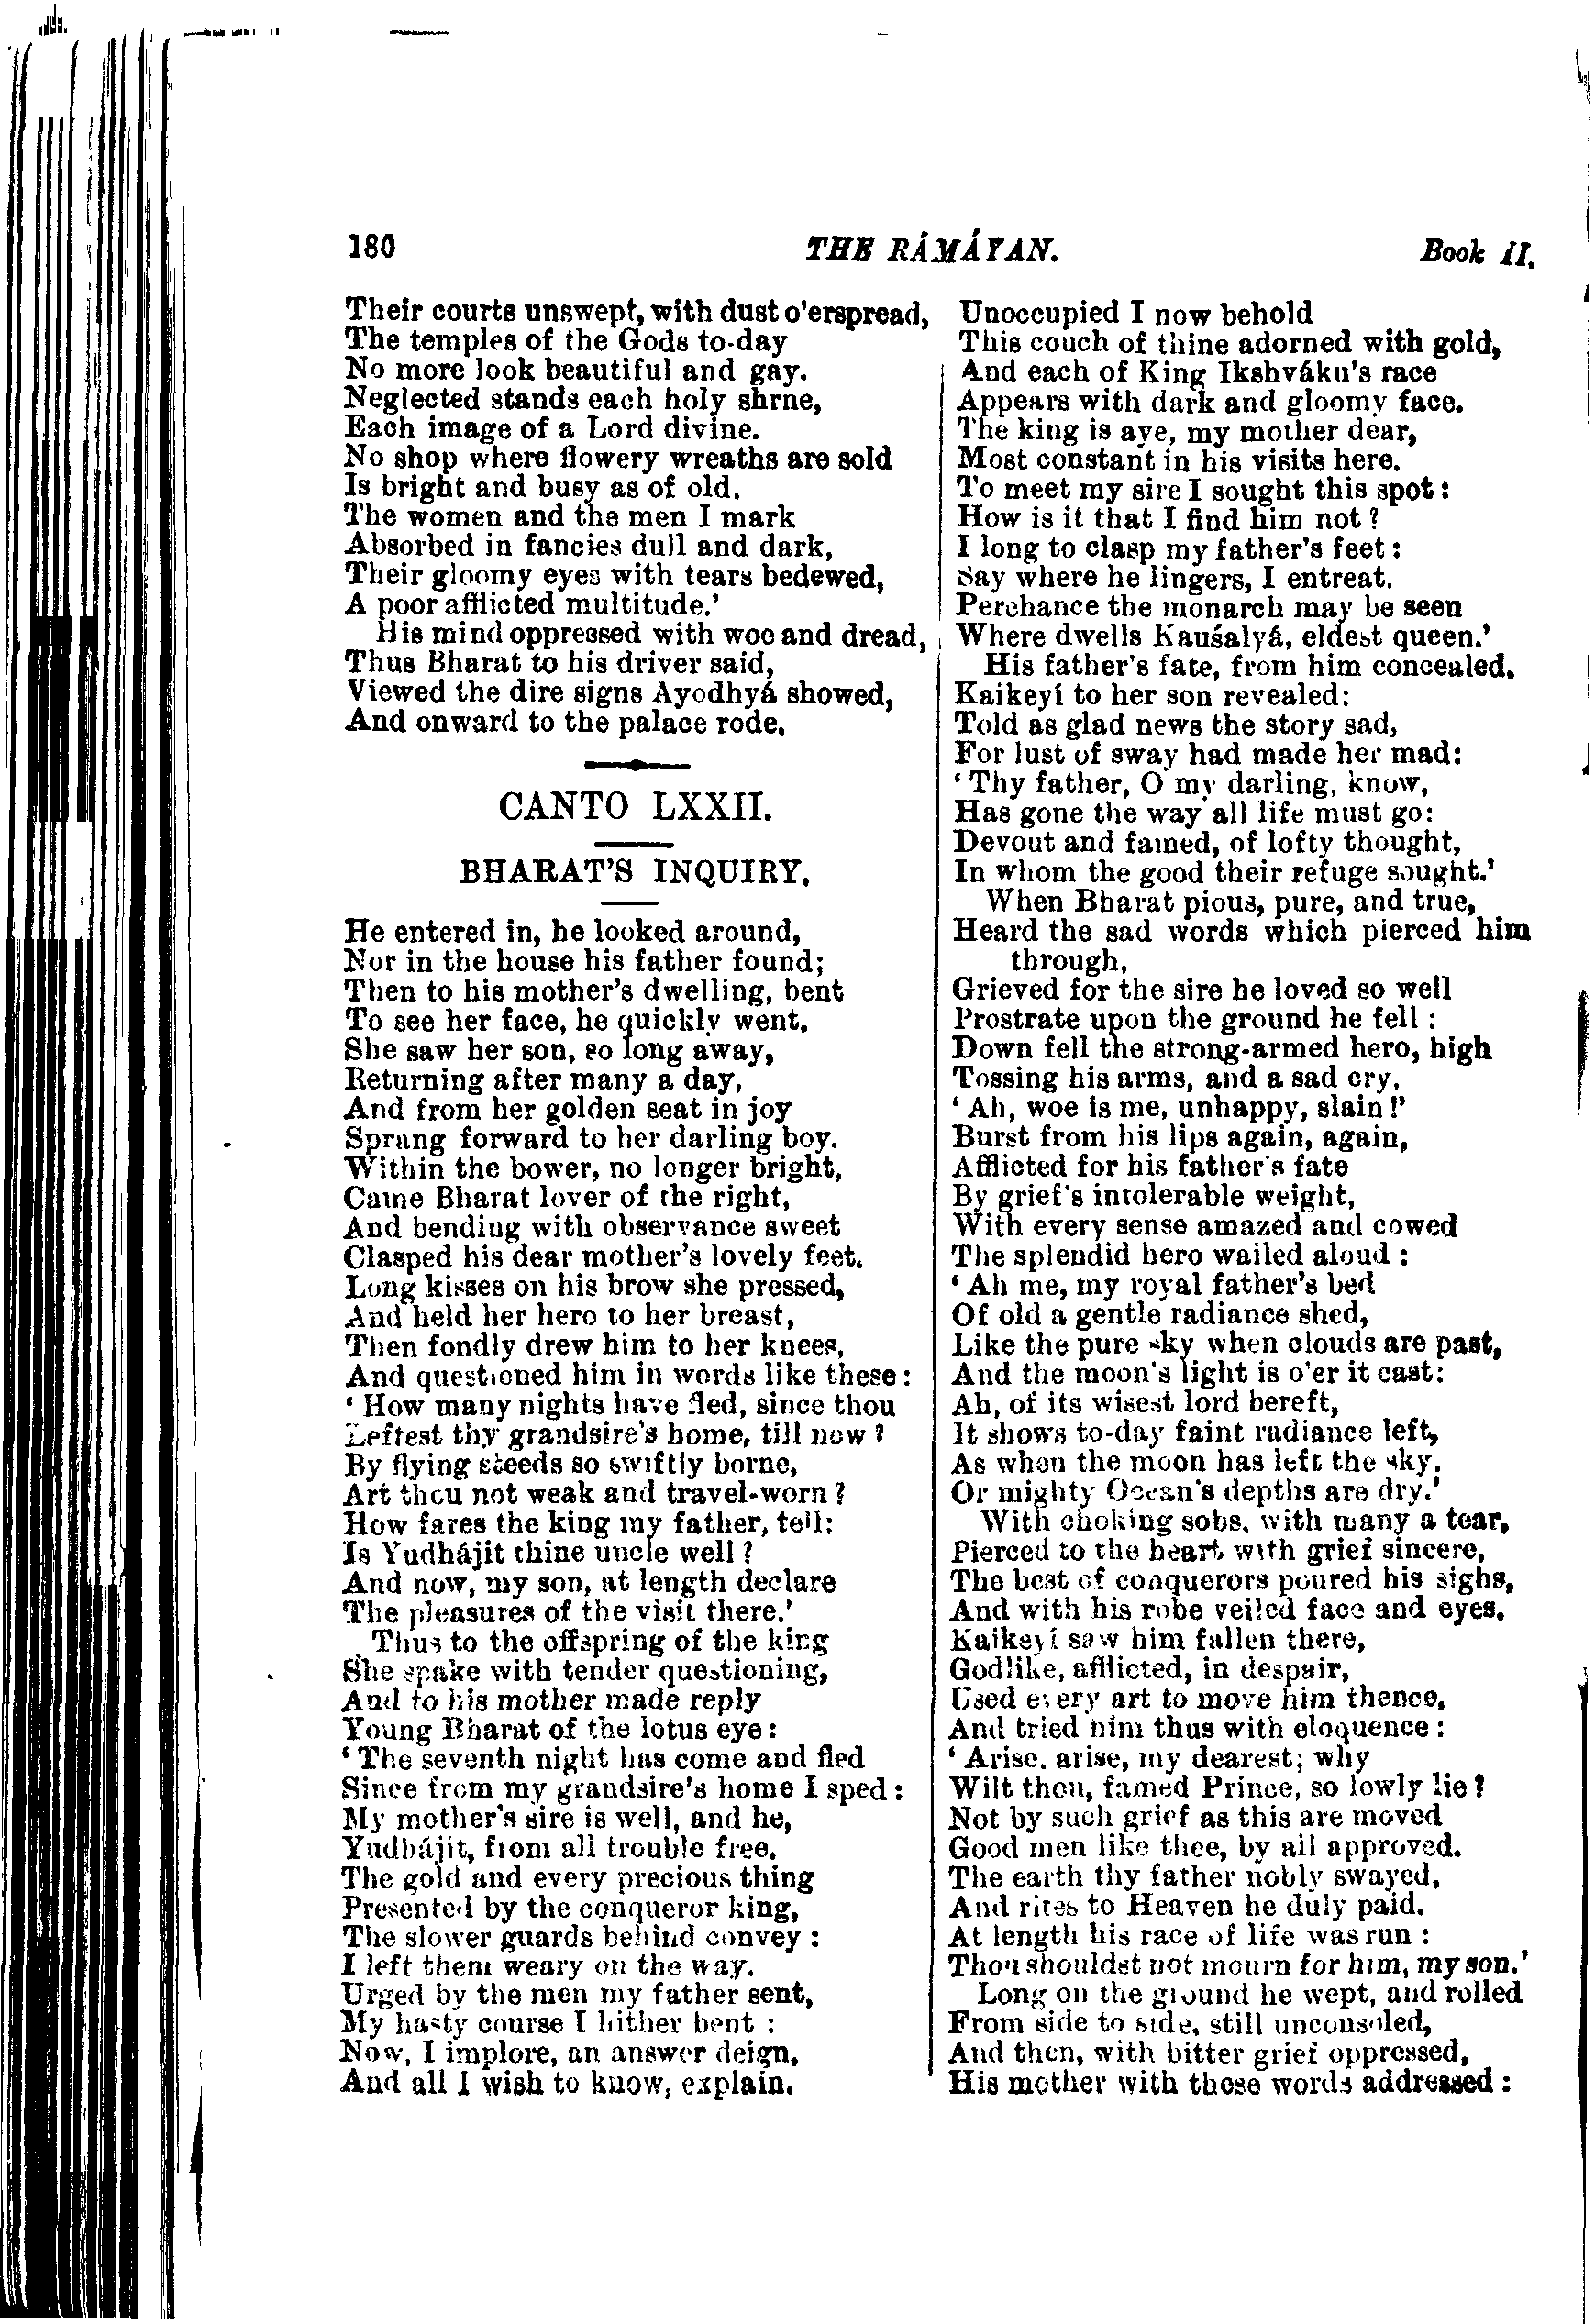 180 THE RÁMÁYAN. Book II.
Their courts unswept, with dust o'erspread,
The temples of the Gods to-day
No more look beautiful and gay.
Neglected stands each holy shrne,
Each image of a Lord divine.
No shop where flowery wreaths are sold
Is bright and busy as of old.
The women and the men I mark
Absorbed in fancies dull and dark,
Their gloomy eyes with tears bedewed,
A poor afflicted multitude.'
His mind oppressed with woe and dread,
Thus Bharat to his driver said,
Viewed the dire signs Ayodhyá showed,
And onward to the palace rode.
CANTO LXXII.
BHARAT'S INQUIRY.
He entered in, he looked around,
Nor in the house his father found;
Then to his mother's dwelling, bent
To see her face, he quickly went.
She saw her son, so long away,
Returning after many a day,
And from her golden seat in joy
Sprung forward to her darling boy.
Within the bower, no longer bright,
Came Bharat lover of the right,
And bending with observance sweet
Clasped his dear mother's lovely feet.
Long kisses on his brow she pressed,
And held her hero to her breast,
Then fondly drew him to her knees,
And questioned him in words like these:
'How many nights have fled, since thou
Leftest thy grandsire's home, till now?
By flying steeds so swiftly borne,
Art thou not weak and travel-worn?
How fares the king my father, tell:
Is Yudhájit thine uncle well?
And now, my son, at length declare
The pleasures of the visit there.'
Thus to the offspring of the king
She spake with tender questioning,
And to his mother made reply
Young Bharat of the lotus eye:
'The seventh night has come and fled
Since from my grandsire's home I sped:
My mother's sire is well, and he,
Yudhájit, from all trouble free.
The gold and every precious thing
Presented by the conqueror king,
The slower guards behind convey:
I left them weary on the way.
Urged by the men my father sent,
My hasty course I hither bent:
Now, I implore, an answer deign,
And all I wish to know, explain.
Unoccupied I now behold
This couch of thine adorned with gold,
And each of King Ikshváku's race
Appears with dark and gloomy face.
The king is aye, my mother dear,
Most constant in his visits here.
To meet my sire I sought this spot:
How is it that I find him not?
I long to clasp my father's feet:
Say where he lingers, I entreat.
Perchance the monarch may be seen
Where dwells Kauśalyá, eldest queen.'
His father's fate, from him concealed,
Kaikeyí to her son revealed:
Told as glad news the story sad,
For lust of sway had made her mad:
'Thy father, O my darling, know,
Has gone the way all life must go:
Devout and famed, of lofty thought,
In whom the good their refuge sought.'
When Bharat pious, pure, and true,
Heard the sad words which pierced him
through,
Grieved for the sire he loved so well
Prostrate upon the ground he fell:
Down fell the strong-armed hero, high
Tossing his arms, and a sad cry,
'Ah, woe is me, unhappy, slain!'
Burst from his lips again, again,
Afflicted for his father's fate
By grief's intolerable weight,
With every sense amazed and cowed
The splendid hero wailed aloud:
'Ah me, my royal father's bed
Of old a gentle radiance shed,
Like the pure sky when clouds are past,
And the moon's light is o'er it cast:
Ah, of its wisest lord bereft,
It shows to-day faint radiance left,
As when the moon has left the sky,
Or mighty Ocean's depths are dry.'
With choking sobs, with many a tear,
Pierced to the heart with grief sincere,
The best of conquerors poured his sighs,
And with his robe veiled face and eyes.
Kaikeyí saw him fallen there,
Godlike, afflicted, in despair,
Used every art to move him thence,
And tried him thus with eloquence:
'Arise, arise, my dearest; why
Wilt thou, famed Prince, so lowly lie?
Not by such grief as this are moved
Good men like thee, by all approved.
The earth thy father nobly swayed,
And rites to Heaven he duly paid.
At length his race of life was run:
Thou shouldst not mourn for him, my son.'
Long on the ground he wept, and rolled
From side to side, still unconsoled,
And then, with bitter grief oppressed,
His mother with those words addressed: